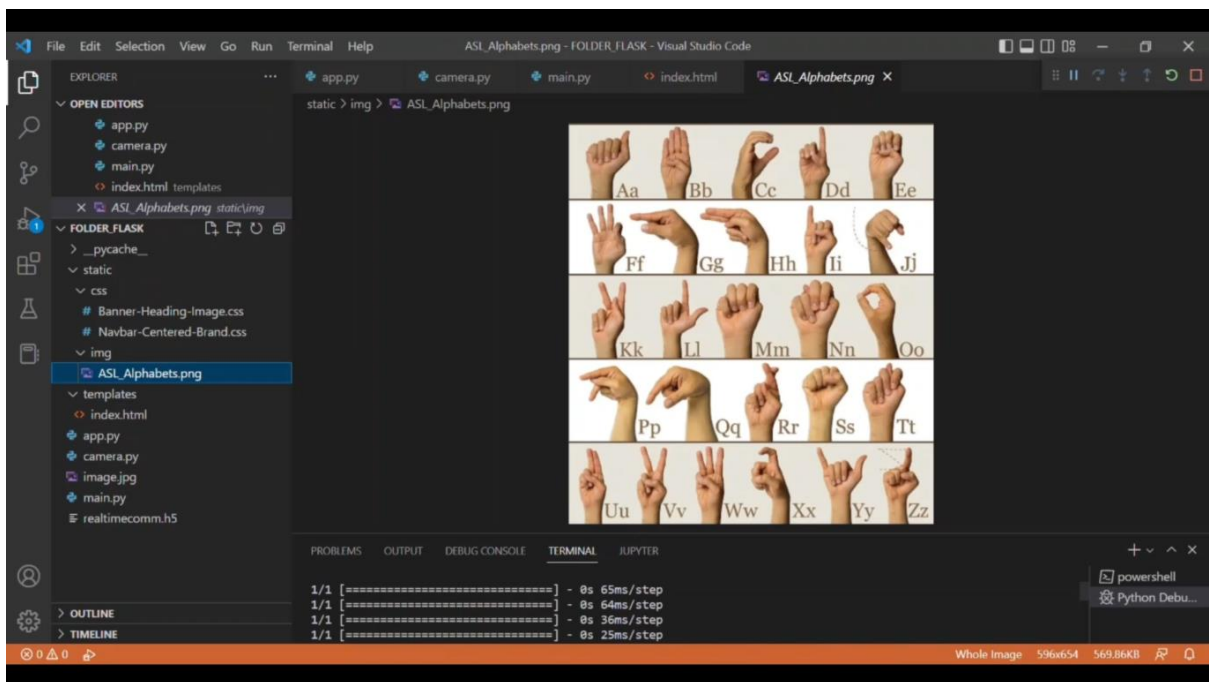 File Edit Selection View Go Run Terminal Help ASL_Alphabets.png - FOLDER_FLASK - Visual Studio Code
EXPLORER
OPEN EDITORS
app.py
camera.py
main.py
index.html templates
ASL_Alphabets.png static\img
FOLDER_FLASK
__pycache__
static
css
# Banner-Heading-Image.css
# Navbar-Centered-Brand.css
img
ASL_Alphabets.png
templates
index.html
app.py
camera.py
image.jpg
main.py
realtimecomm.h5
OUTLINE
TIMELINE
app.py camera.py main.py index.html ASL_Alphabets.png
static > img > ASL_Alphabets.png
Aa Bb Cc Dd Ee
Ff Gg Hh Ii Jj
Kk Ll Mm Nn Oo
Pp Qq Rr Ss Tt
Uu Vv Ww Xx Yy Zz
PROBLEMS OUTPUT DEBUG CONSOLE TERMINAL JUPYTER
1/1 [==============================] - 0s 65ms/step
1/1 [==============================] - 0s 64ms/step
1/1 [==============================] - 0s 36ms/step
1/1 [==============================] - 0s 25ms/step
powershell
Python Debu...
1
0 0 Whole Image 596x654 569.86KB